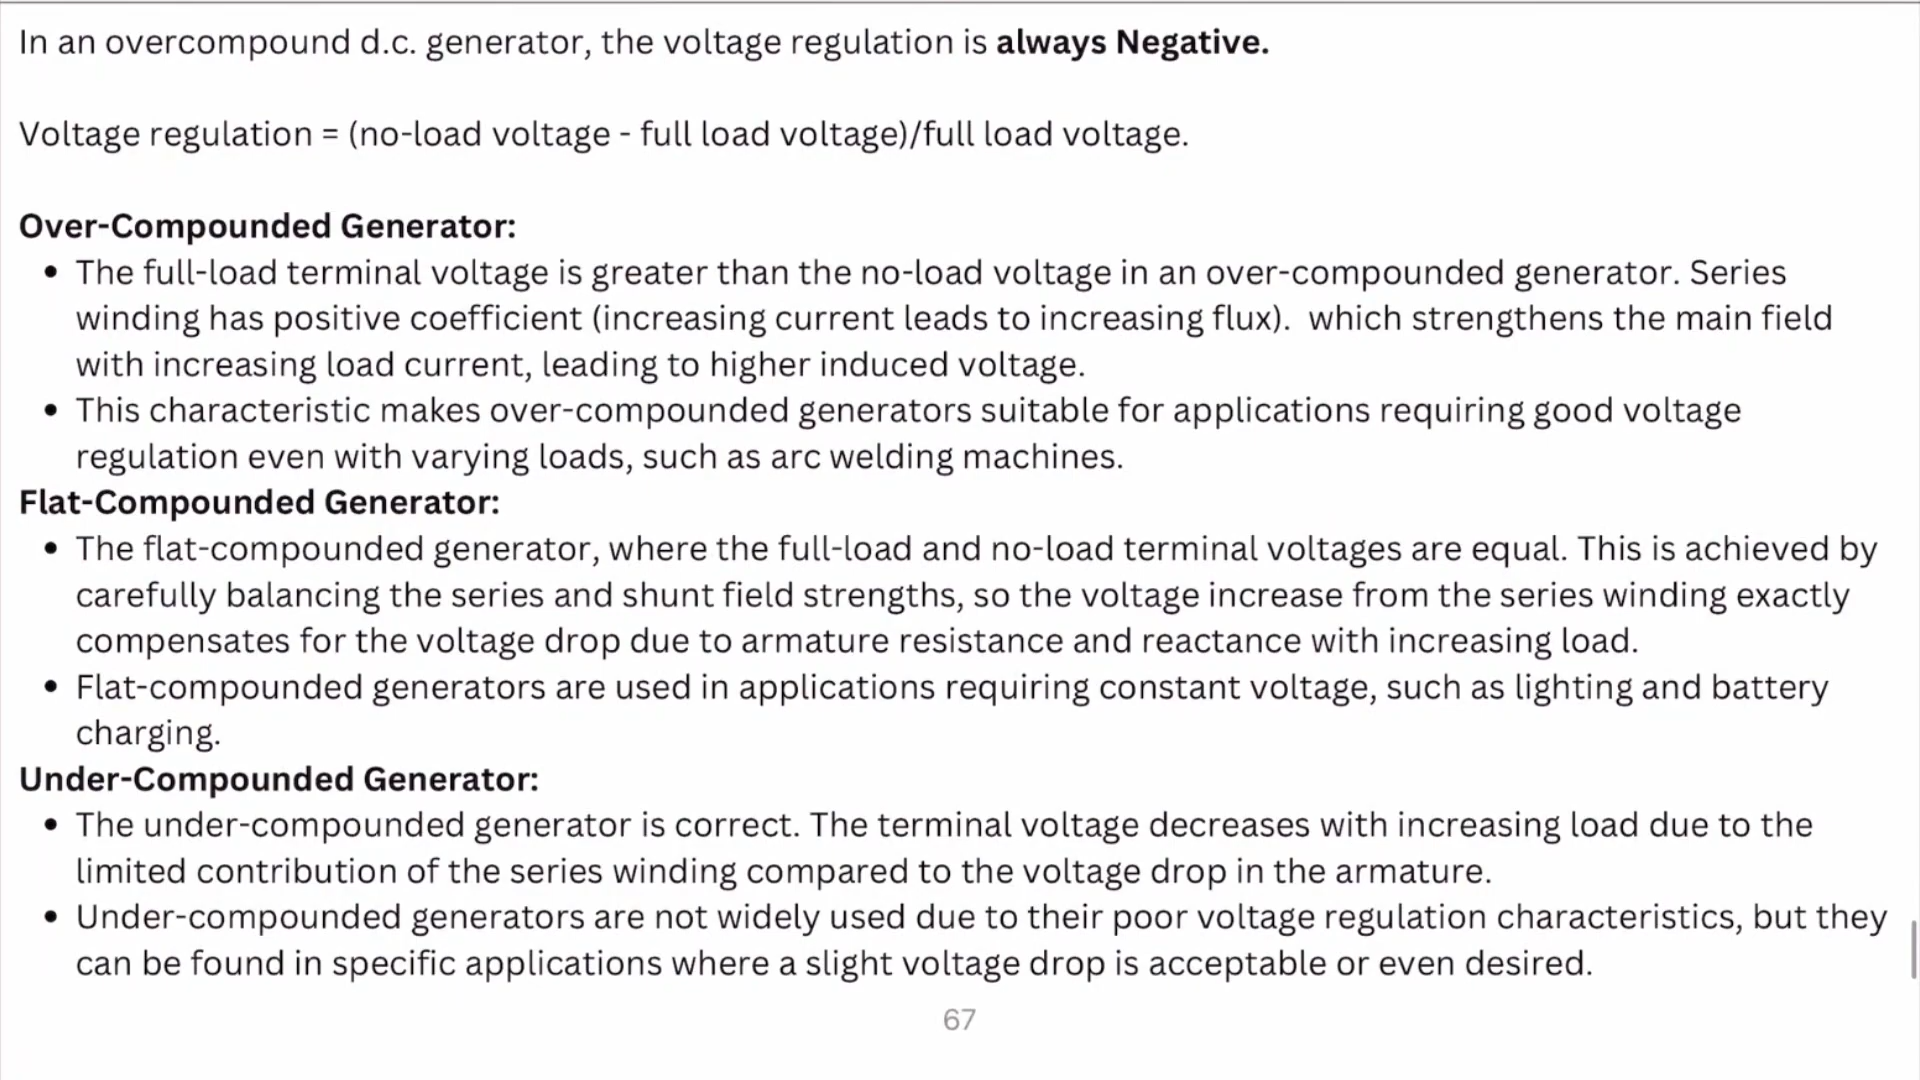 In an overcompound d.c. generator, the voltage regulation is always Negative.
Voltage regulation = (no-load voltage - full load voltage)/full load voltage.
Over-Compounded Generator:
• The full-load terminal voltage is greater than the no-load voltage in an over-compounded generator. Series
winding has positive coefficient (increasing current leads to increasing flux).  which strengthens the main field
with increasing load current, leading to higher induced voltage.
• This characteristic makes over-compounded generators suitable for applications requiring good voltage
regulation even with varying loads, such as arc welding machines.
Flat-Compounded Generator:
• The flat-compounded generator, where the full-load and no-load terminal voltages are equal. This is achieved by
carefully balancing the series and shunt field strengths, so the voltage increase from the series winding exactly
compensates for the voltage drop due to armature resistance and reactance with increasing load.
• Flat-compounded generators are used in applications requiring constant voltage, such as lighting and battery
charging.
Under-Compounded Generator:
• The under-compounded generator is correct. The terminal voltage decreases with increasing load due to the
limited contribution of the series winding compared to the voltage drop in the armature.
• Under-compounded generators are not widely used due to their poor voltage regulation characteristics, but they
can be found in specific applications where a slight voltage drop is acceptable or even desired.
67